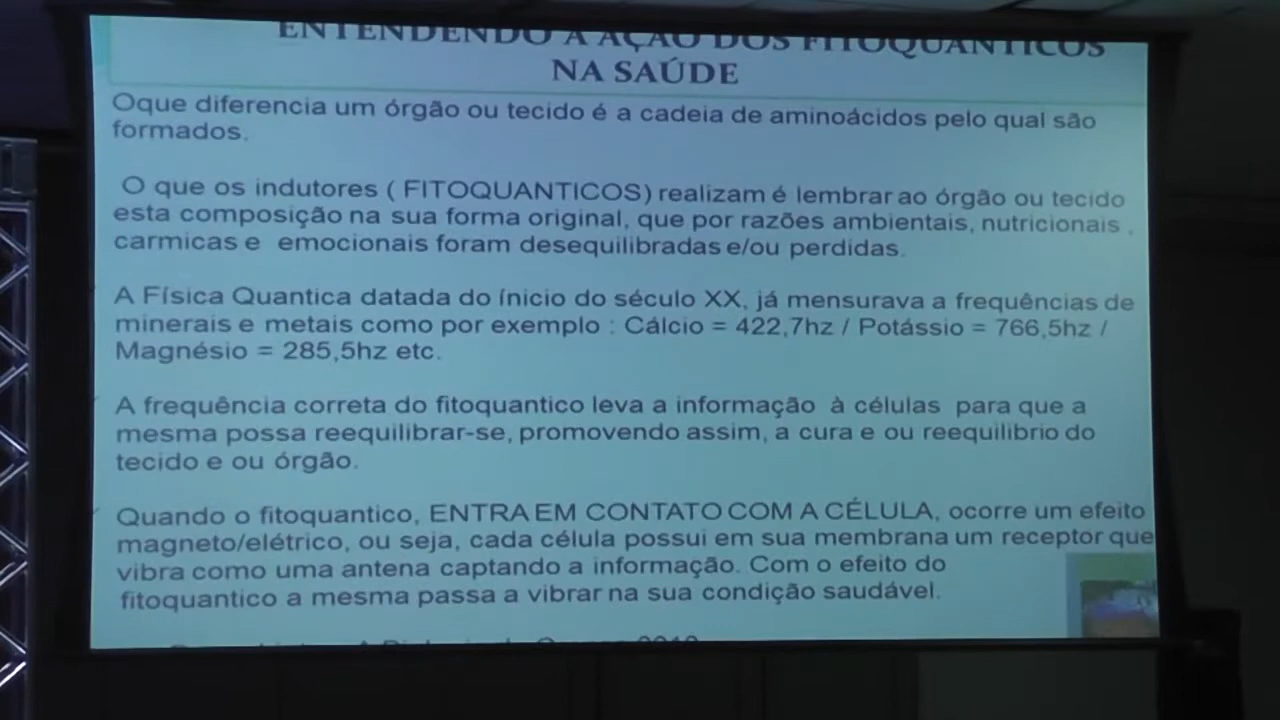 ENTENDENDO A AÇÃO DOS FITOQUANTICOS
NA SAÚDE
Oque diferencia um órgão ou tecido é a cadeia de aminoácidos pelo qual são
formados.
O que os indutores ( FITOQUANTICOS) realizam é lembrar ao órgão ou tecido
esta composição na sua forma original, que por razões ambientais, nutricionais ,
carmicas e emocionais foram desequilibradas e/ou perdidas.
A Física Quantica datada do ínicio do século XX, já mensurava a frequências de
minerais e metais como por exemplo : Cálcio = 422,7hz / Potássio = 766,5hz /
Magnésio = 285,5hz etc.
A frequência correta do fitoquantico leva a informação à células para que a
mesma possa reequilibrar-se, promovendo assim, a cura e ou reequilibrio do
tecido e ou órgão.
Quando o fitoquantico, ENTRA EM CONTATO COM A CÉLULA, ocorre um efeito
magneto/elétrico, ou seja, cada célula possui em sua membrana um receptor que
vibra como uma antena captando a informação. Com o efeito do
fitoquantico a mesma passa a vibrar na sua condição saudável.